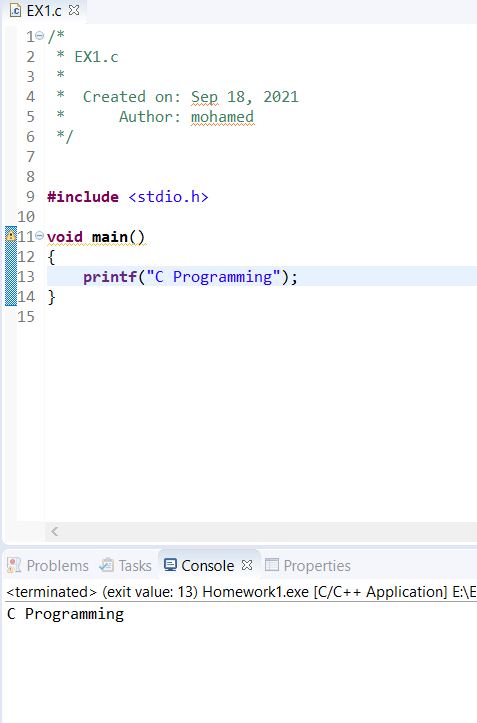 EX1.c
1 /*
2  * EX1.c
3  *
4  *  Created on: Sep 18, 2021
5  *      Author: mohamed
6  */
7
8
9 #include <stdio.h>
10
11 void main()
12 {
13     printf("C Programming");
14 }
15
Problems Tasks Console Properties
<terminated> (exit value: 13) Homework1.exe [C/C++ Application] E:\E
C Programming